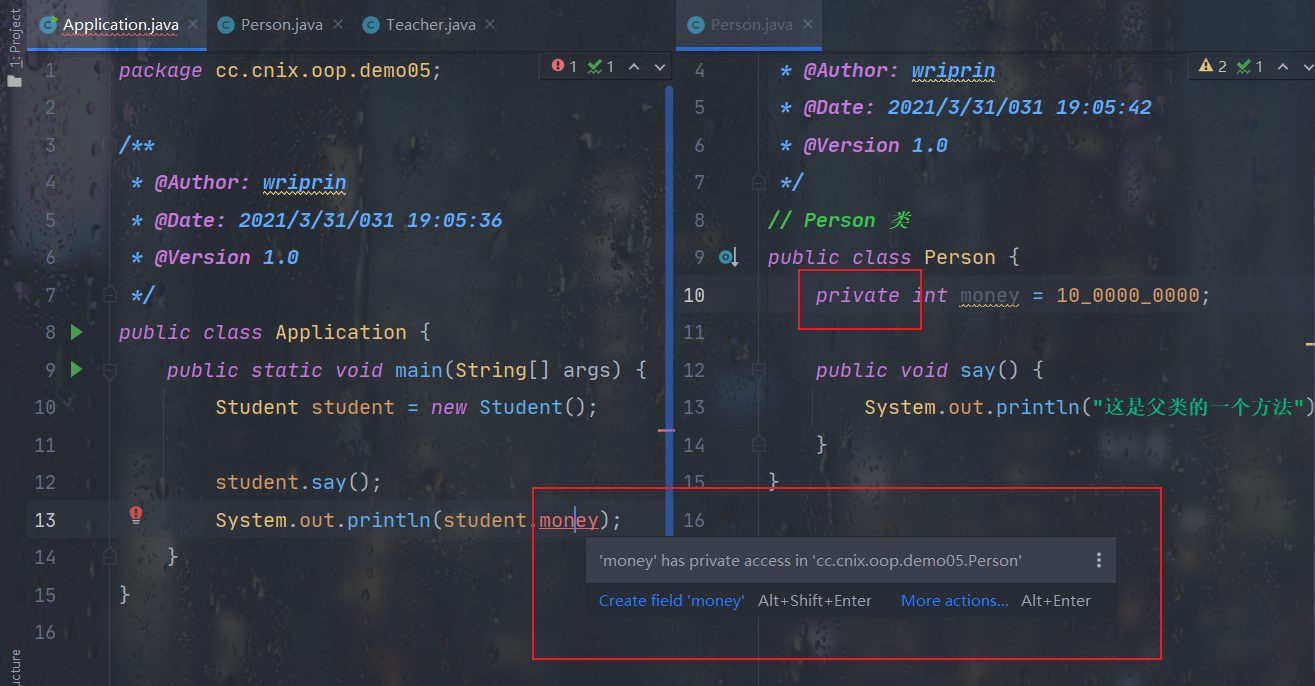 1: Project
Application.java
Person.java
Teacher.java
Person.java
1 package cc.cnix.oop.demo05;
1 1
2
3 /**
4 * @Author: wriprin
5 * @Date: 2021/3/31/031 19:05:36
6 * @Version 1.0
7 */
8 public class Application {
9 public static void main(String[] args) {
10 Student student = new Student();
11
12 student.say();
13 System.out.println(student.money);
14 }
15 }
16
2 1
4 * @Author: wriprin
5 * @Date: 2021/3/31/031 19:05:42
6 * @Version 1.0
7 */
8 // Person 类
9 public class Person {
10 private int money = 10_0000_0000;
11
12 public void say() {
13 System.out.println("这是父类的一个方法")
14 }
15 }
16
'money' has private access in 'cc.cnix.oop.demo05.Person'
Create field 'money' Alt+Shift+Enter More actions... Alt+Enter
ucture